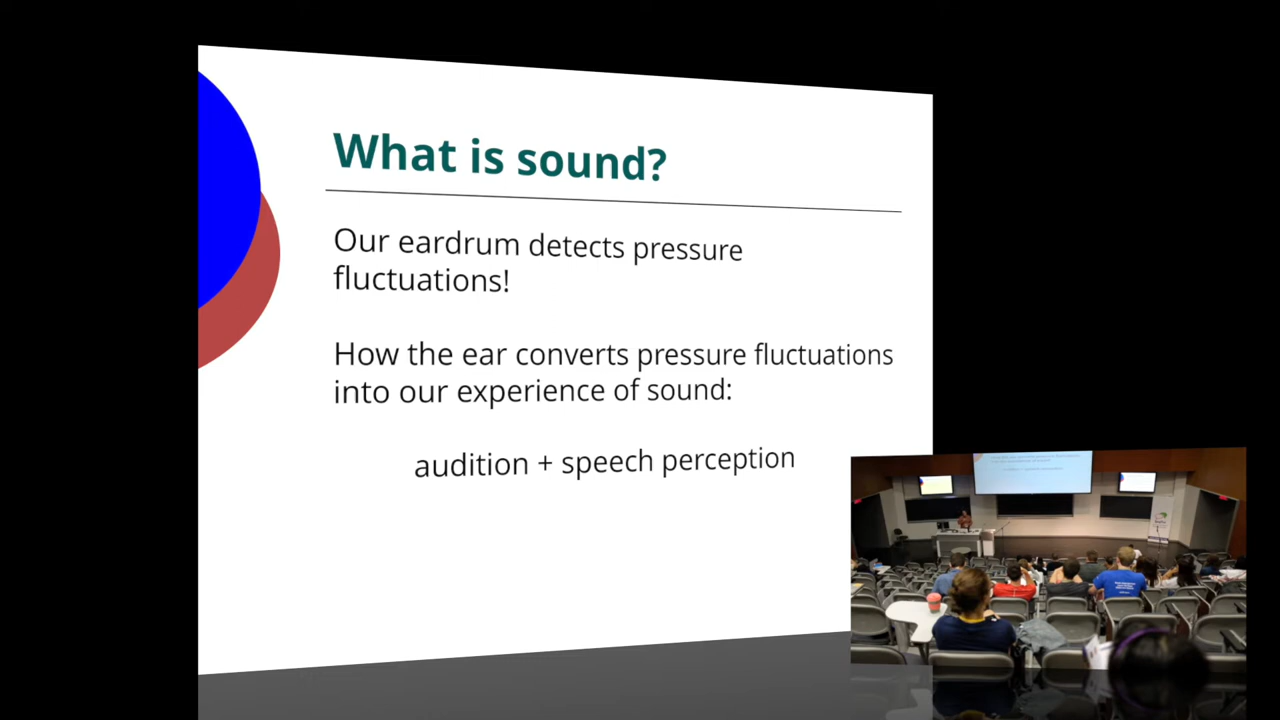 What is sound?
Our eardrum detects pressure
fluctuations!
How the ear converts pressure fluctuations
into our experience of sound:
audition + speech perception